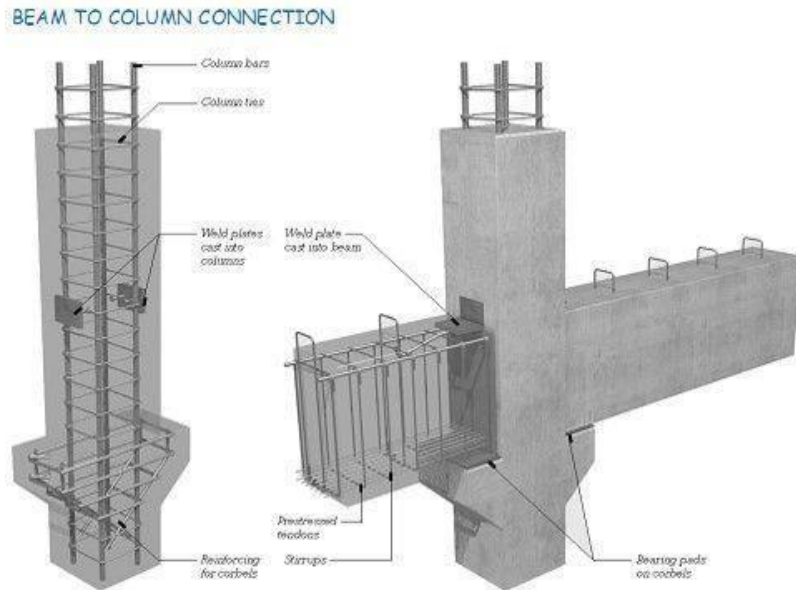 BEAM TO COLUMN CONNECTION
Column bars
Column ties
Weld plates
cast into
columns
Weld plate
cast into beam
Prestressed
tendons
Reinforcing
for corbels
Stirrups
Bearing pads
on corbels